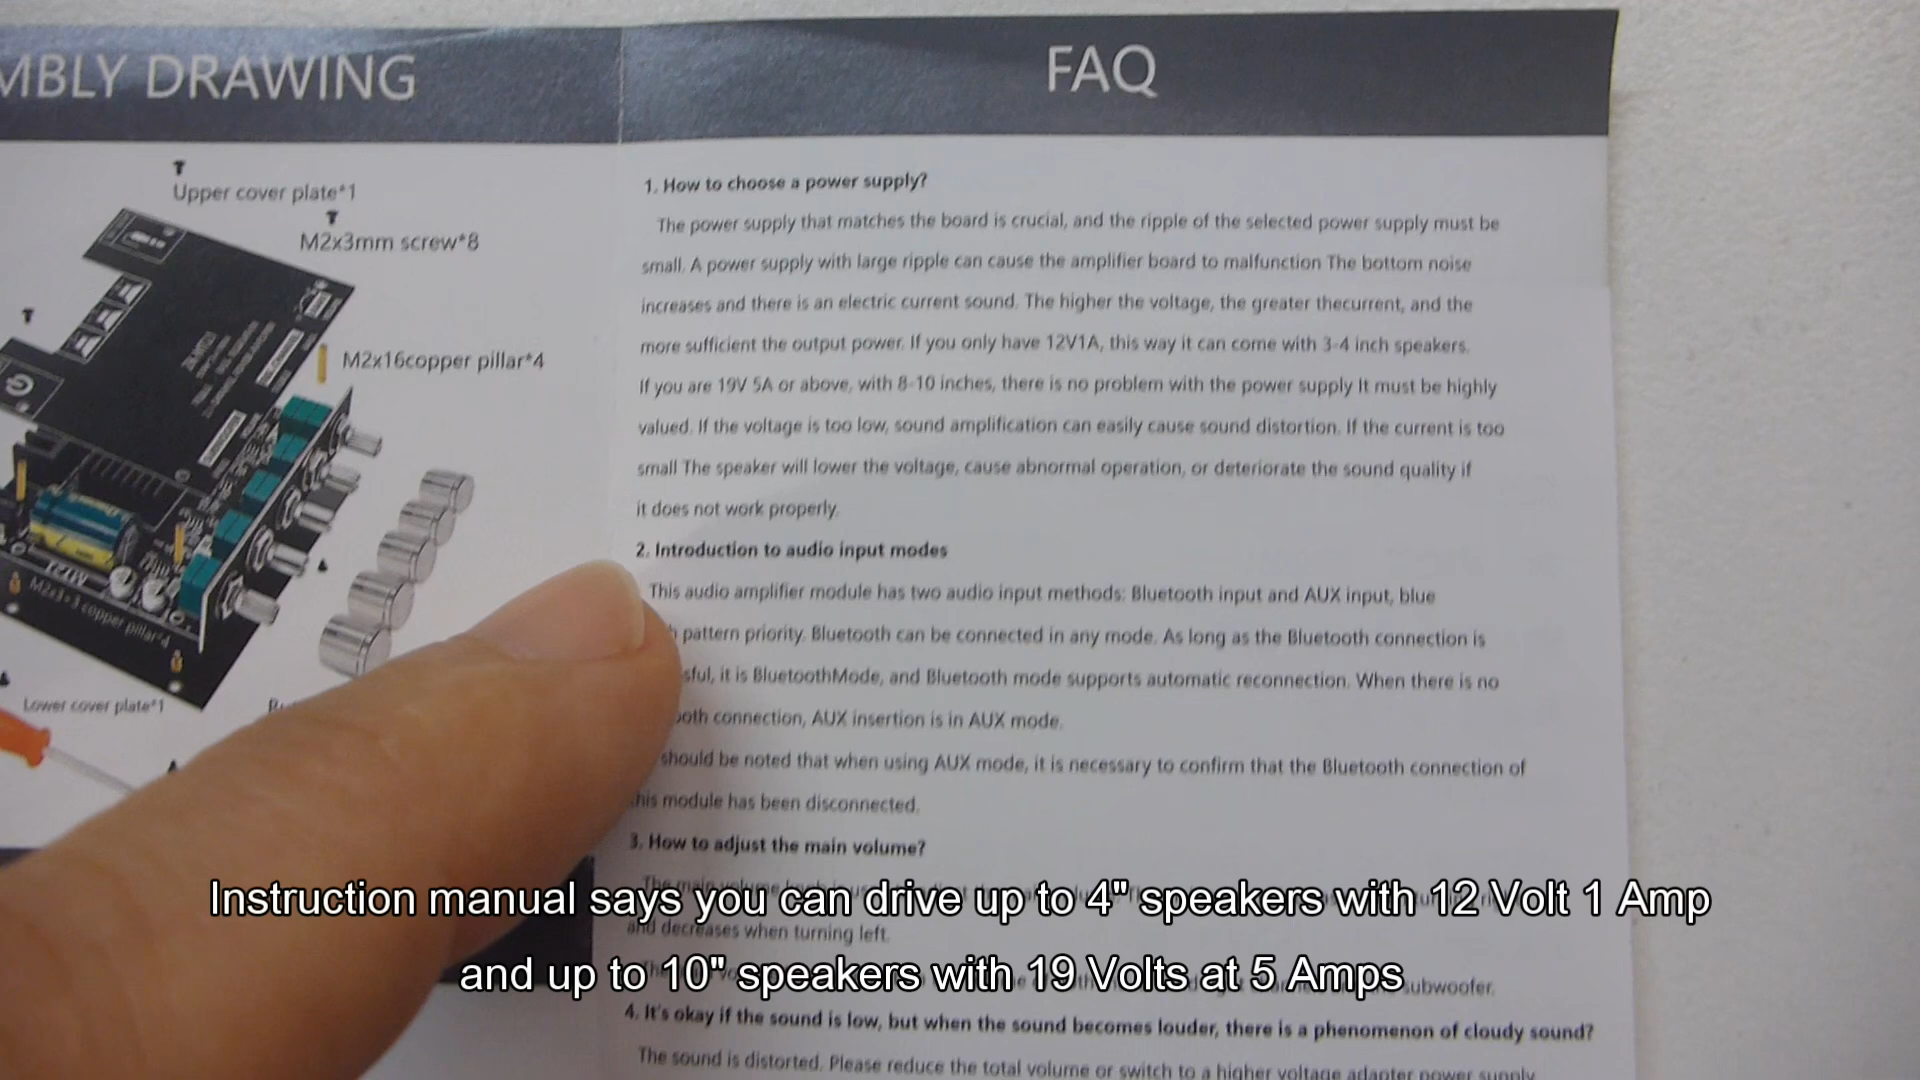 MBLY DRAWING
Upper cover plate*1
M2x3mm screw*8
M2x16copper pillar*4
M2x3+3 copper pillar*4
Lower cover plate*1
FAQ
1. How to choose a power supply?
The power supply that matches the board is crucial, and the ripple of the selected power supply must be
small. A power supply with large ripple can cause the amplifier board to malfunction The bottom noise
increases and there is an electric current sound. The higher the voltage, the greater thecurrent, and the
more sufficient the output power. If you only have 12V1A, this way it can come with 3-4 inch speakers.
If you are 19V 5A or above, with 8-10 inches, there is no problem with the power supply It must be highly
valued. If the voltage is too low, sound amplification can easily cause sound distortion. If the current is too
small The speaker will lower the voltage, cause abnormal operation, or deteriorate the sound quality if
it does not work properly.
2. Introduction to audio input modes
This audio amplifier module has two audio input methods: Bluetooth input and AUX input, blue
pattern priority. Bluetooth can be connected in any mode. As long as the Bluetooth connection is
sful, it is BluetoothMode, and Bluetooth mode supports automatic reconnection. When there is no
ooth connection, AUX insertion is in AUX mode.
should be noted that when using AUX mode, it is necessary to confirm that the Bluetooth connection of
this module has been disconnected.
3. How to adjust the main volume?
and decreases when turning left.
subwoofer.
4. It's okay if the sound is low, but when the sound becomes louder, there is a phenomenon of cloudy sound?
The sound is distorted. Please reduce the total volume or switch to a higher voltage adapter power supply
Instruction manual says you can drive up to 4" speakers with 12 Volt 1 Amp
and up to 10" speakers with 19 Volts at 5 Amps